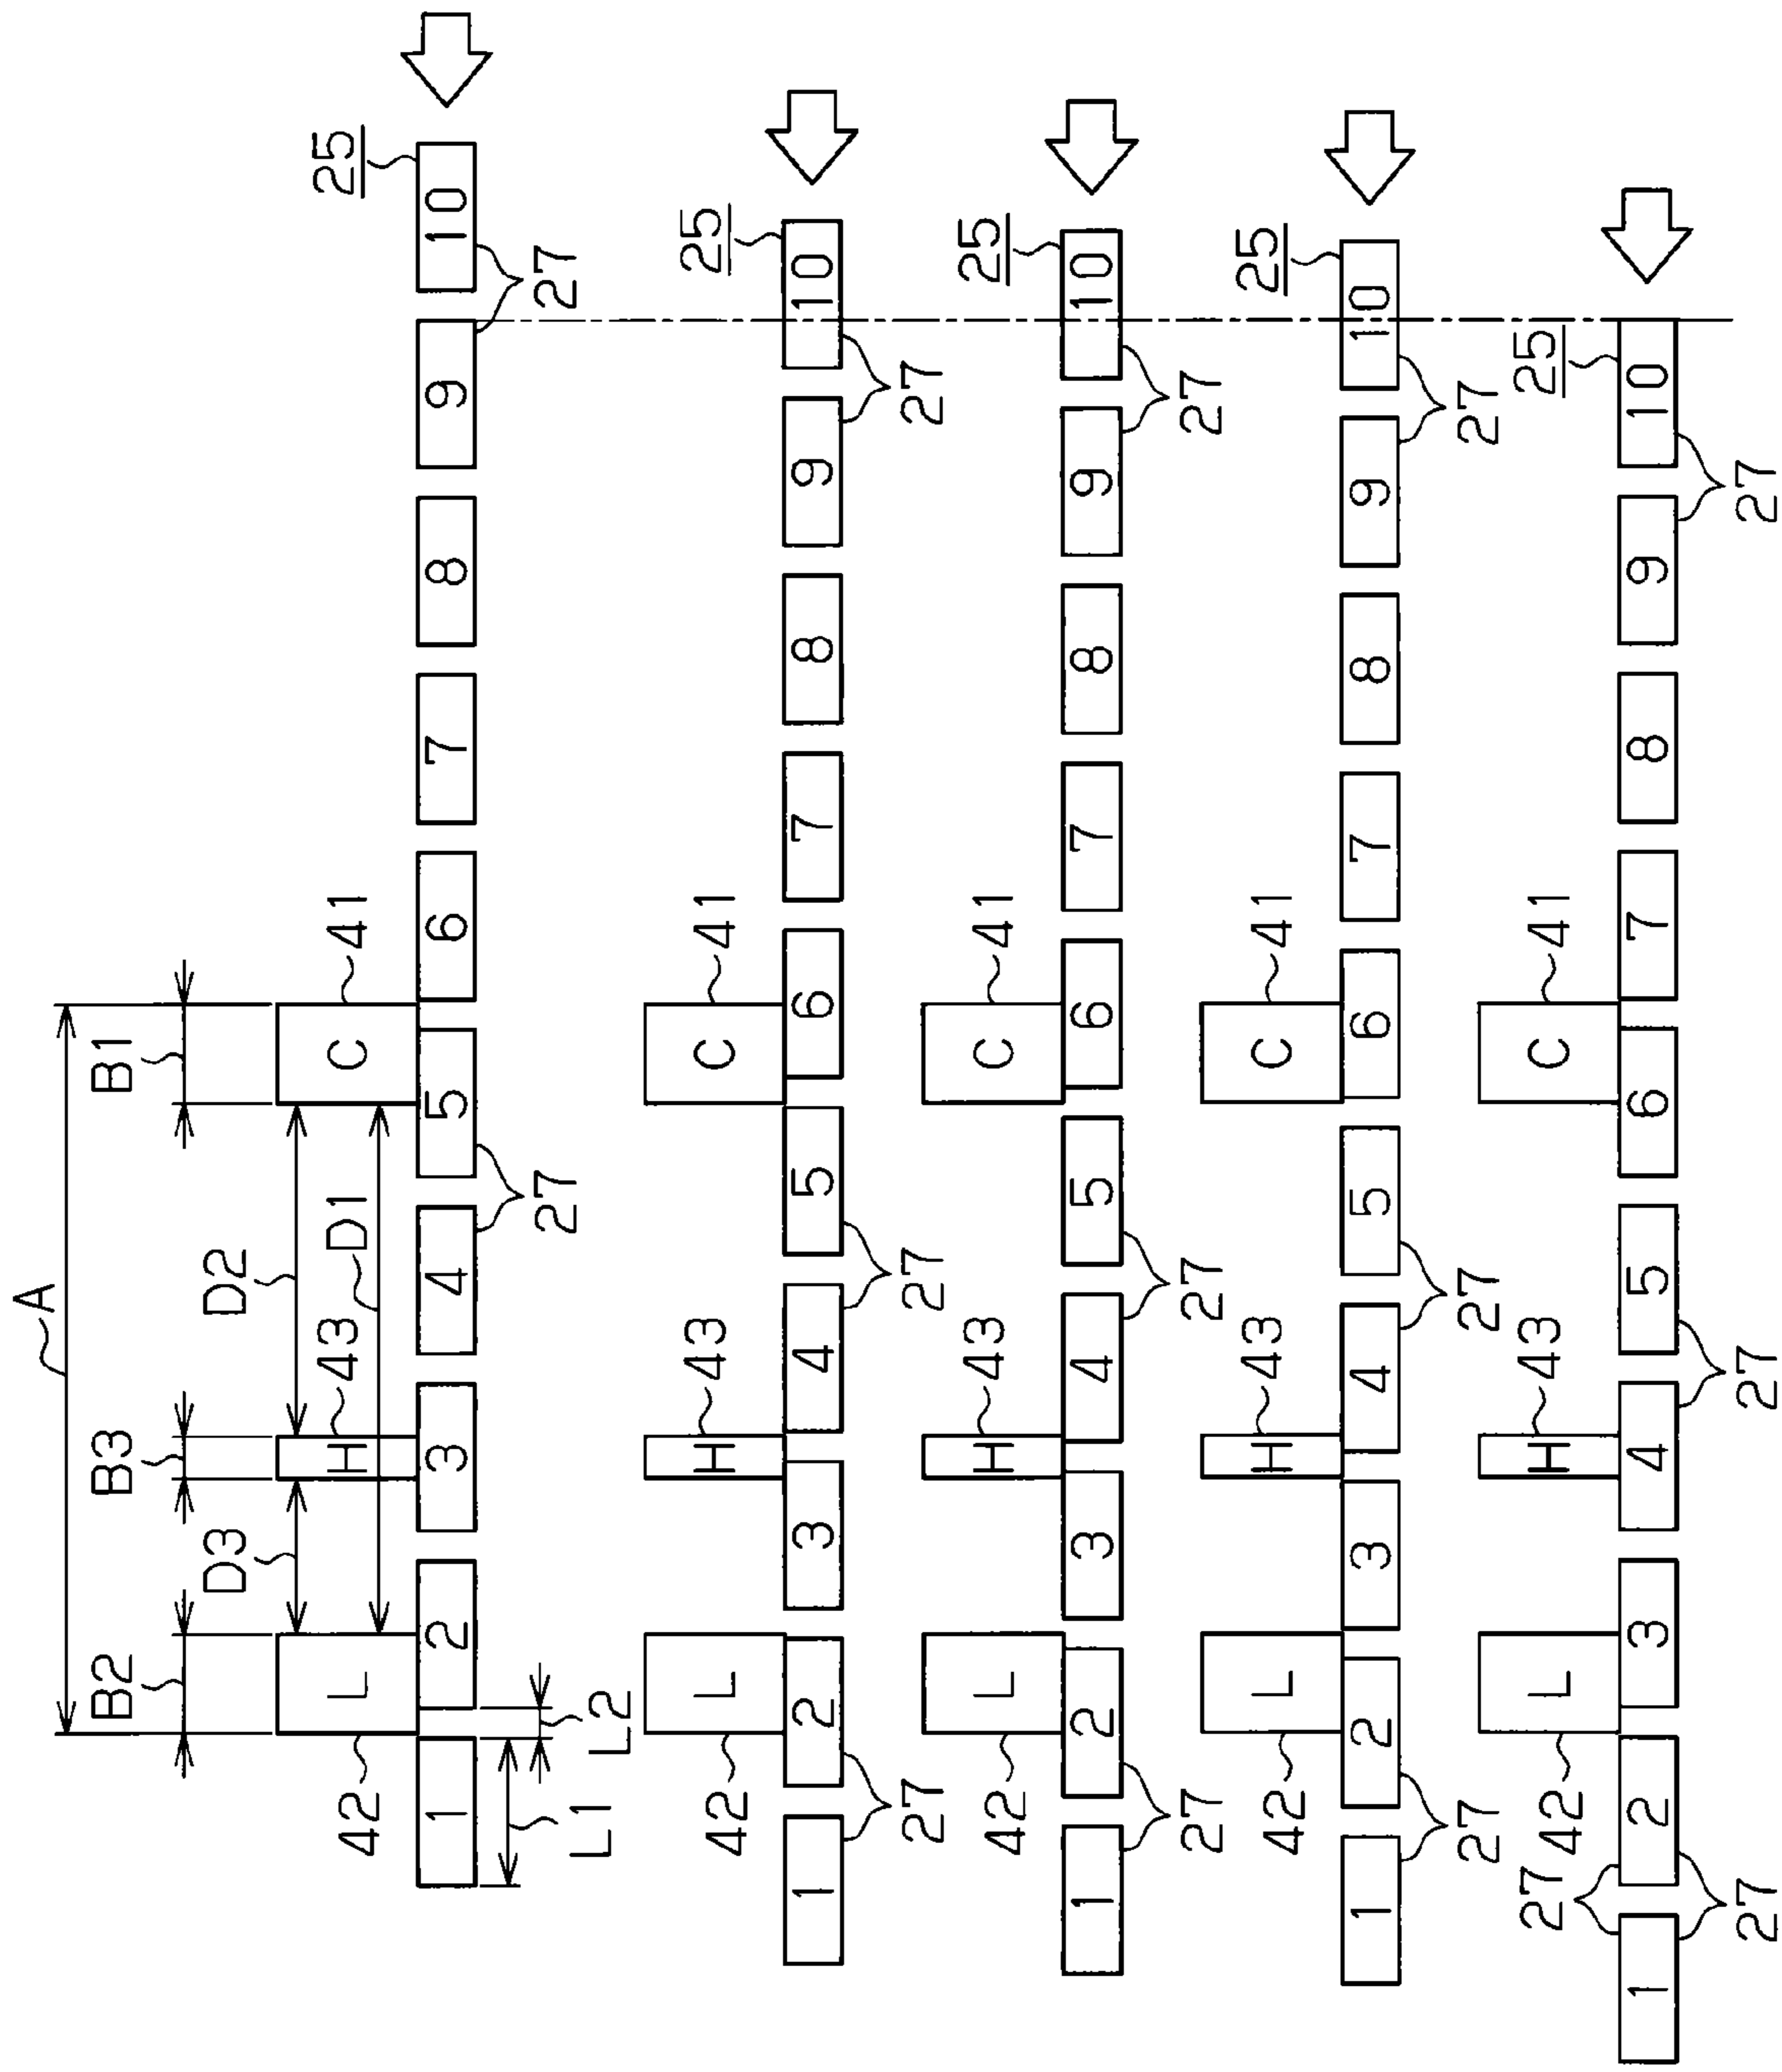 A
B2 B3 B1
D3 D2
42 L H 43 D1 C 41 25
1 2 3 4 5 6 7 8 9 10
L1 L2 27 27
42 L H 43 C 41 25
1 2 3 4 5 6 7 8 9 10
27 27 27
42 L H 43 C 41 25
1 2 3 4 5 6 7 8 9 10
27 27 27
42 L H 43 C 41 25
1 2 3 4 5 6 7 8 9 10
27 27 27
27 42 L H 43 C 41 25
1 2 3 4 5 6 7 8 9 10
27 27 27